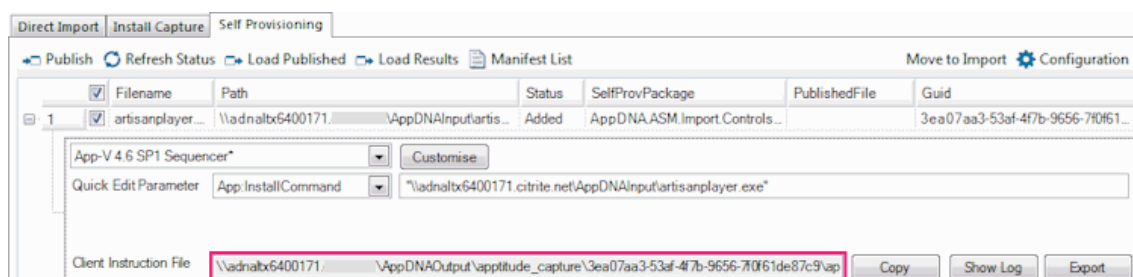 Direct Import Install Capture Self Provisioning
Publish Refresh Status Load Published Load Results Manifest List Move to Import Configuration
Filename Path Status SelfProvPackage PublishedFile Guid
1 artisanplayer... \\adnaltx6400171. \AppDNAInput\artis... Added AppDNA.ASM.Import.Controls... 3ea07aa3-53af-4f7b-9656-7f0f61...
App-V 4.6 SP1 Sequencer* Customise
Quick Edit Parameter App:InstallCommand "\\adnaltx6400171.citrite.net\AppDNAInput\artisanplayer.exe"
Client Instruction File \\adnaltx6400171. \AppDNAOutput\apptitude_capture\3ea07aa3-53af-4f7b-9656-7f0f61de87c9\ap Copy Show Log Export